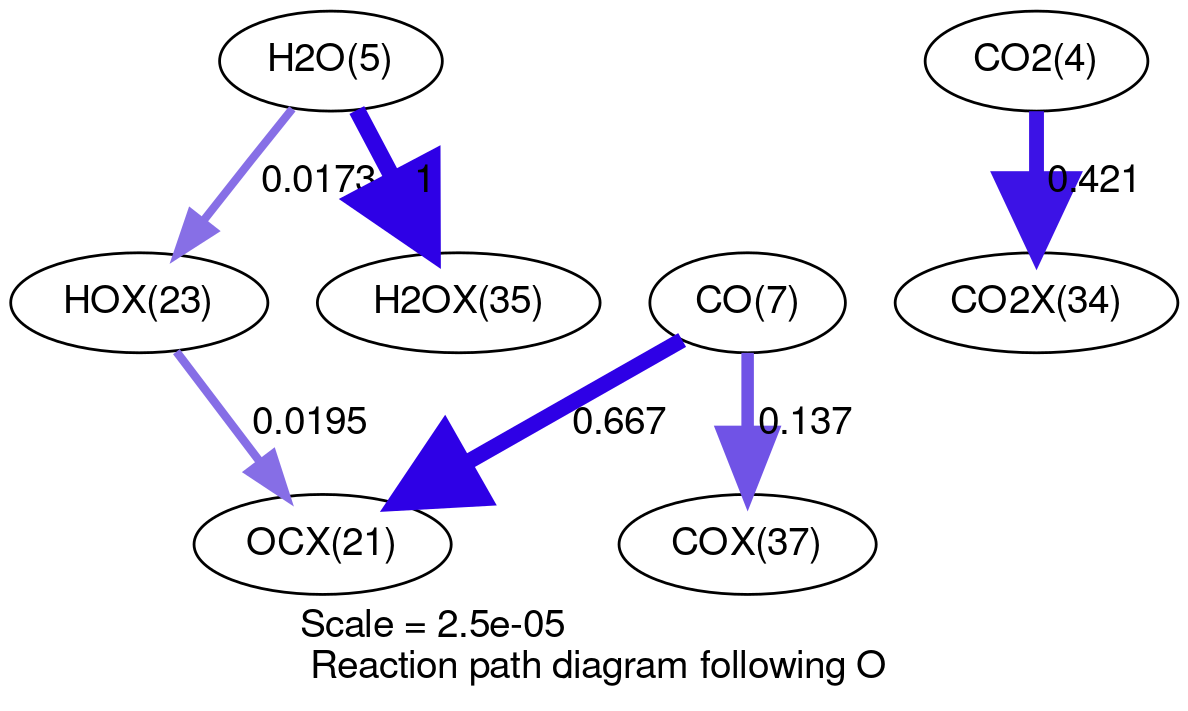 H2O(5)
CO2(4)
0.0173
1
0.421
HOX(23)
H2OX(35)
CO(7)
CO2X(34)
0.0195
0.667
0.137
OCX(21)
COX(37)
Scale = 2.5e-05
Reaction path diagram following O